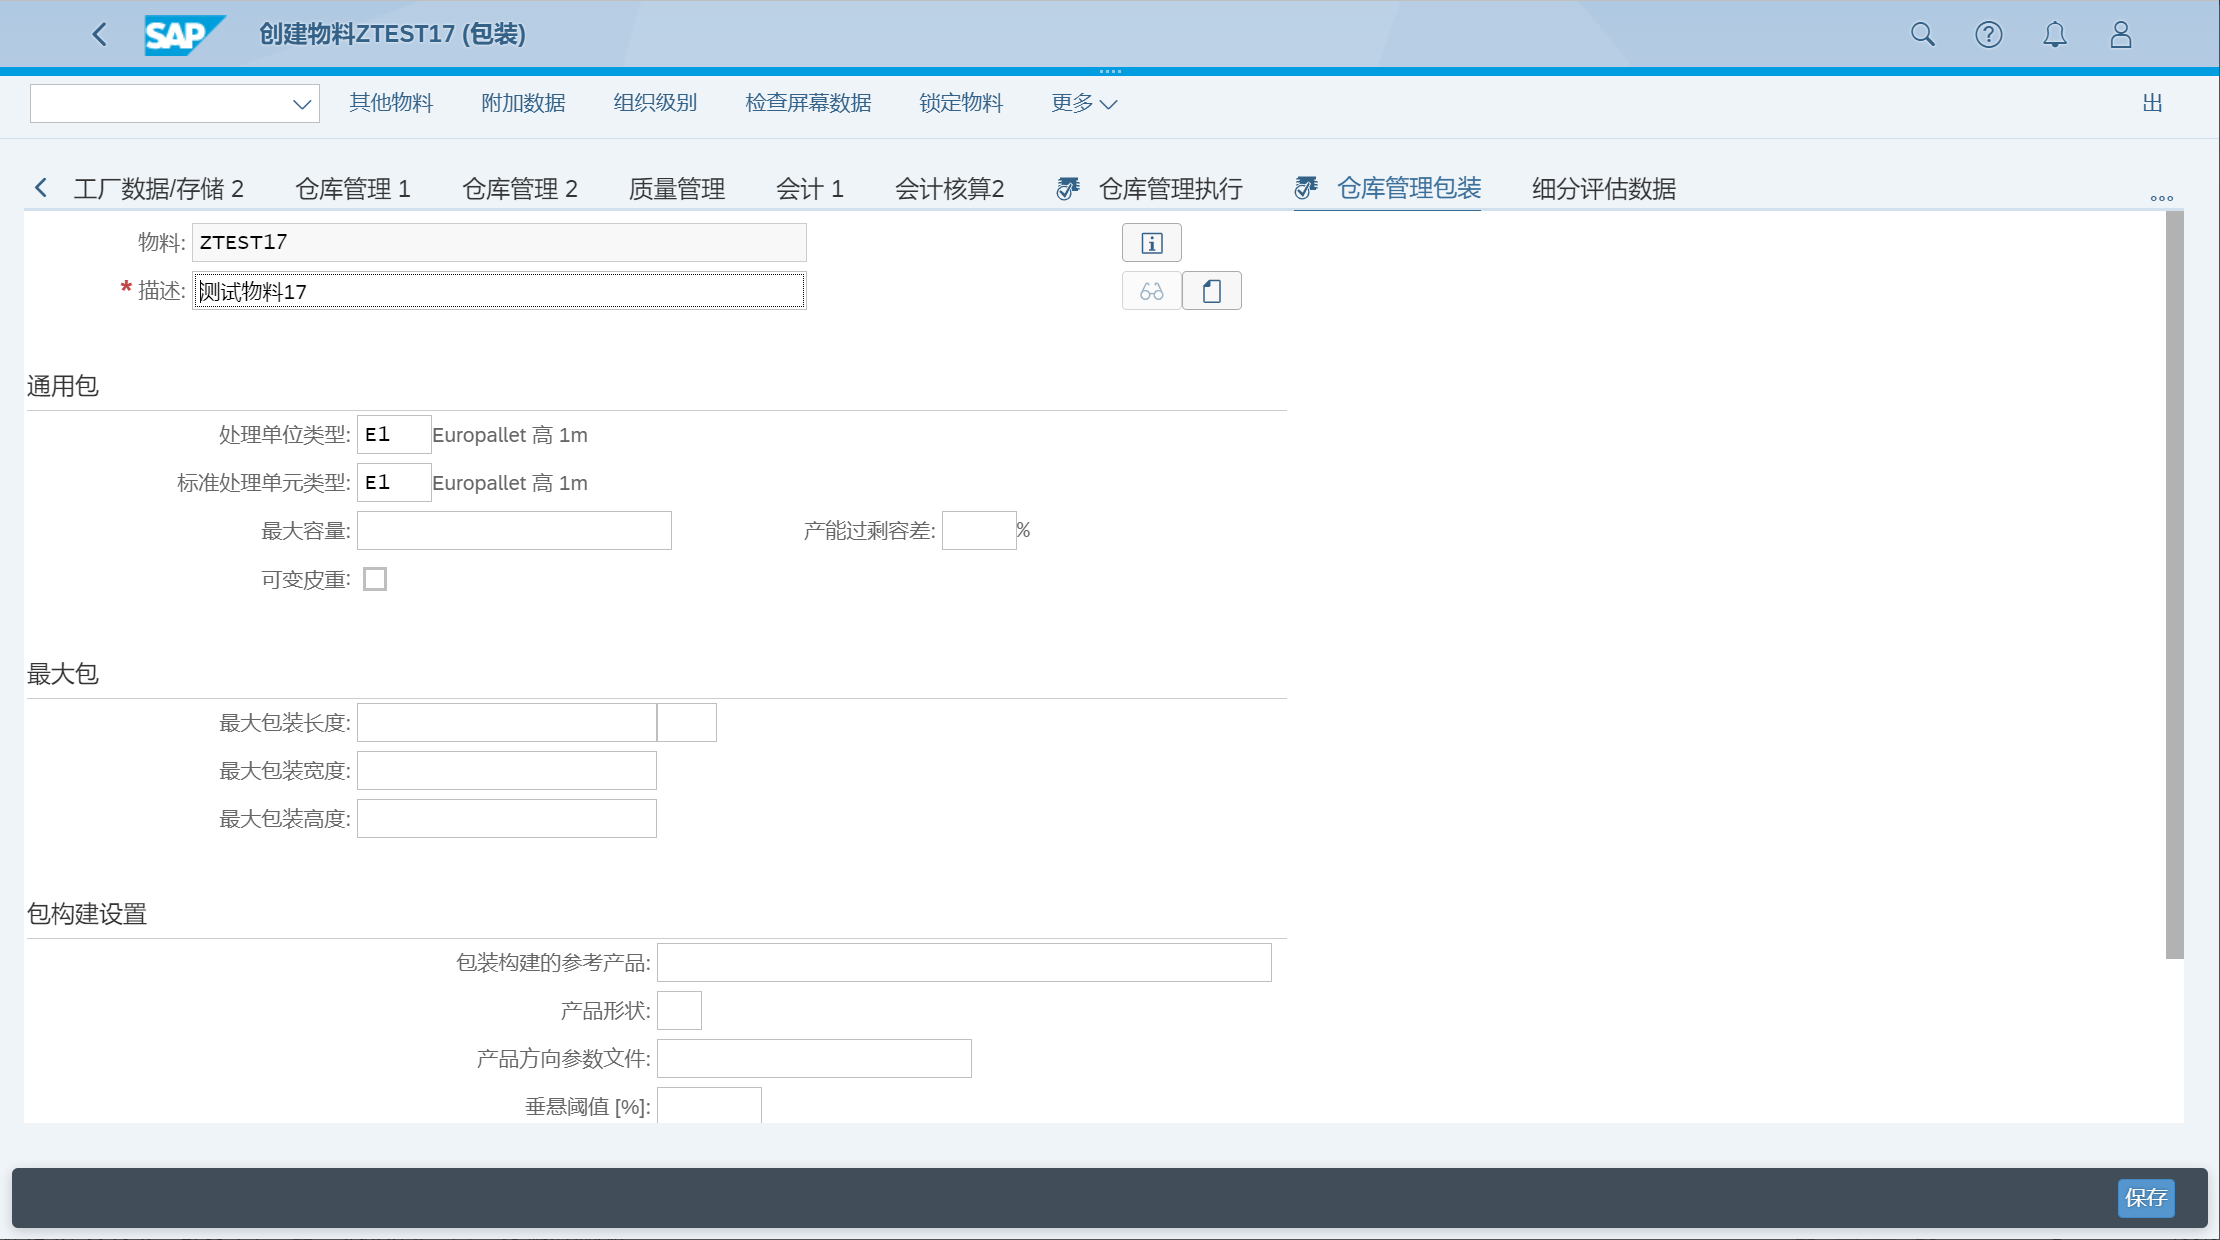 SAP 创建物料ZTEST17 (包装)
其他物料 附加数据 组织级别 检查屏幕数据 锁定物料 更多 出
工厂数据/存储 2 仓库管理 1 仓库管理 2 质量管理 会计 1 会计核算2 仓库管理执行 仓库管理包装 细分评估数据
物料: ZTEST17
* 描述: 测试物料17
通用包
处理单位类型: E1 Europallet 高 1m
标准处理单元类型: E1 Europallet 高 1m
最大容量: 产能过剩容差: %
可变皮重:
最大包
最大包装长度:
最大包装宽度:
最大包装高度:
包构建设置
包装构建的参考产品:
产品形状:
产品方向参数文件:
垂悬阈值 [%]:
保存